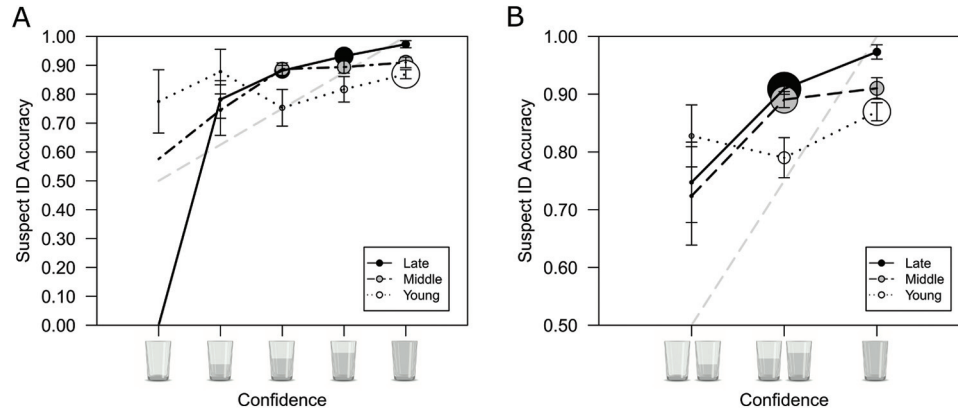 A
Suspect ID Accuracy
1.00
0.90
0.80
0.70
0.60
0.50
0.40
0.30
0.20
0.10
0.00
Late
Middle
Young
Confidence
B
Suspect ID Accuracy
1.00
0.90
0.80
0.70
0.60
0.50
Late
Middle
Young
Confidence